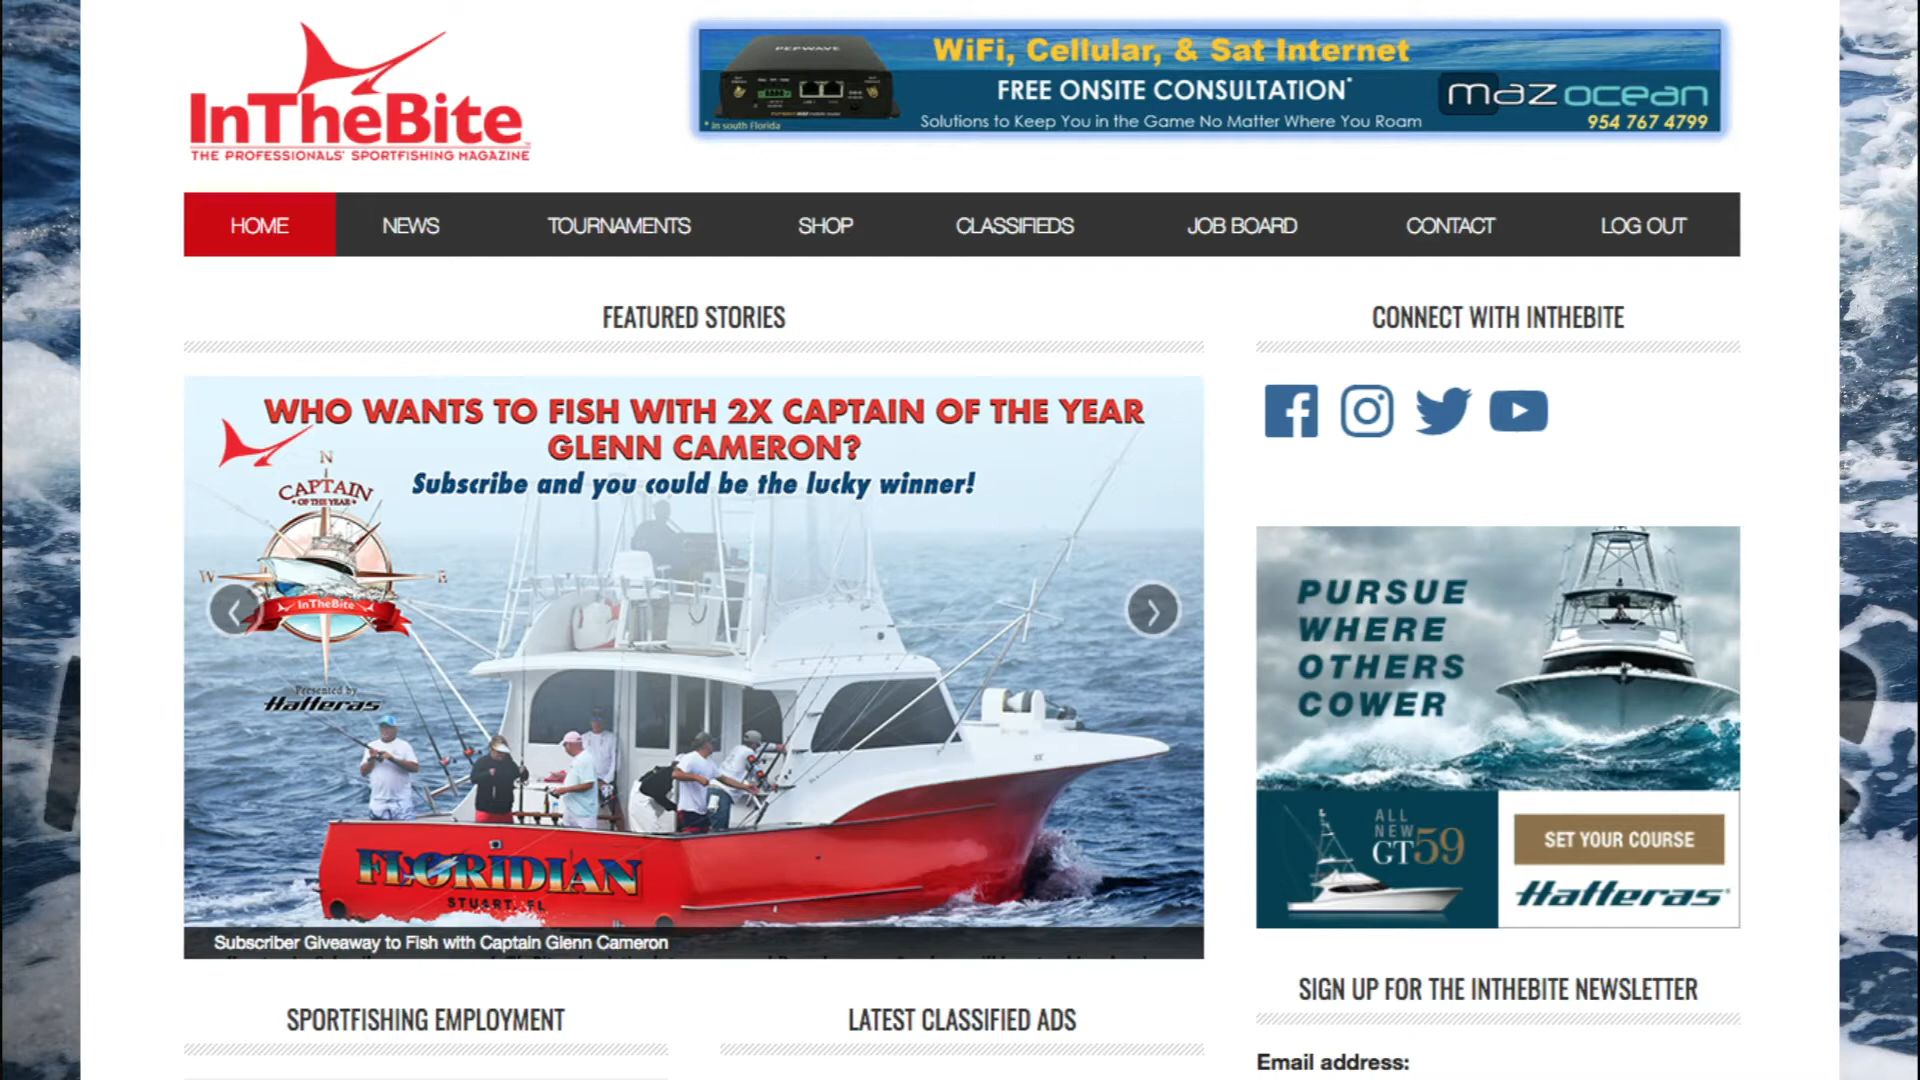 InTheBite
THE PROFESSIONALS' SPORTFISHING MAGAZINE
PEPWAVE
WiFi, Cellular, & Sat Internet
FREE ONSITE CONSULTATION*
Solutions to Keep You in the Game No Matter Where You Roam
* In south Florida
maz ocean
954 767 4799
HOME NEWS TOURNAMENTS SHOP CLASSIFIEDS JOB BOARD CONTACT LOG OUT
FEATURED STORIES
WHO WANTS TO FISH WITH 2X CAPTAIN OF THE YEAR
GLENN CAMERON?
Subscribe and you could be the lucky winner!
N
CAPTAIN
OF THE YEAR
W E
InTheBite
Presented by
Hatteras
FLORIDIAN
STUART, FL
Subscriber Giveaway to Fish with Captain Glenn Cameron
CONNECT WITH INTHEBITE
PURSUE
WHERE
OTHERS
COWER
ALL
NEW
GT59
SET YOUR COURSE
Hatteras
SPORTFISHING EMPLOYMENT
LATEST CLASSIFIED ADS
SIGN UP FOR THE INTHEBITE NEWSLETTER
Email address: